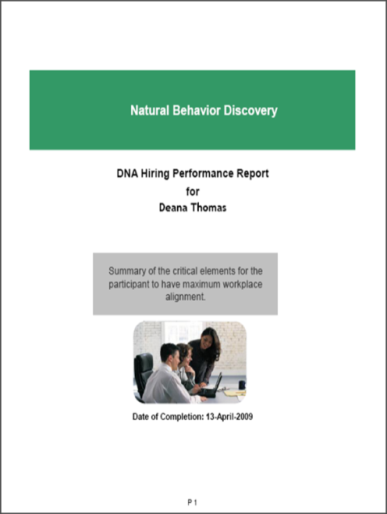 Natural Behavior Discovery
DNA Hiring Performance Report
for
Deana Thomas
Summary of the critical elements for the
participant to have maximum workplace
alignment.
Date of Completion: 13-April-2009
P 1